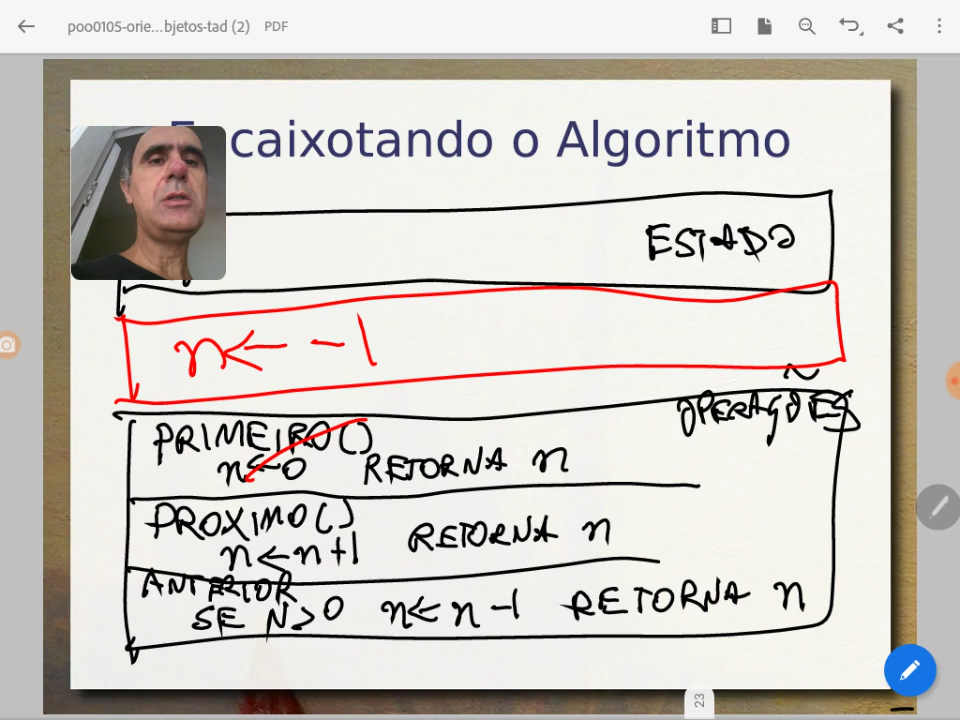 poo0105-orie...bjetos-tad (2) PDF
caixotando o Algoritmo
ESTADO
n ← -1
OPERAÇÕES
PRIMEIRO()
n ← 0 RETORNA n
PROXIMO()
n ← n+1 RETORNA n
ANTERIOR
SE N>0 n ← n-1 RETORNA n
23